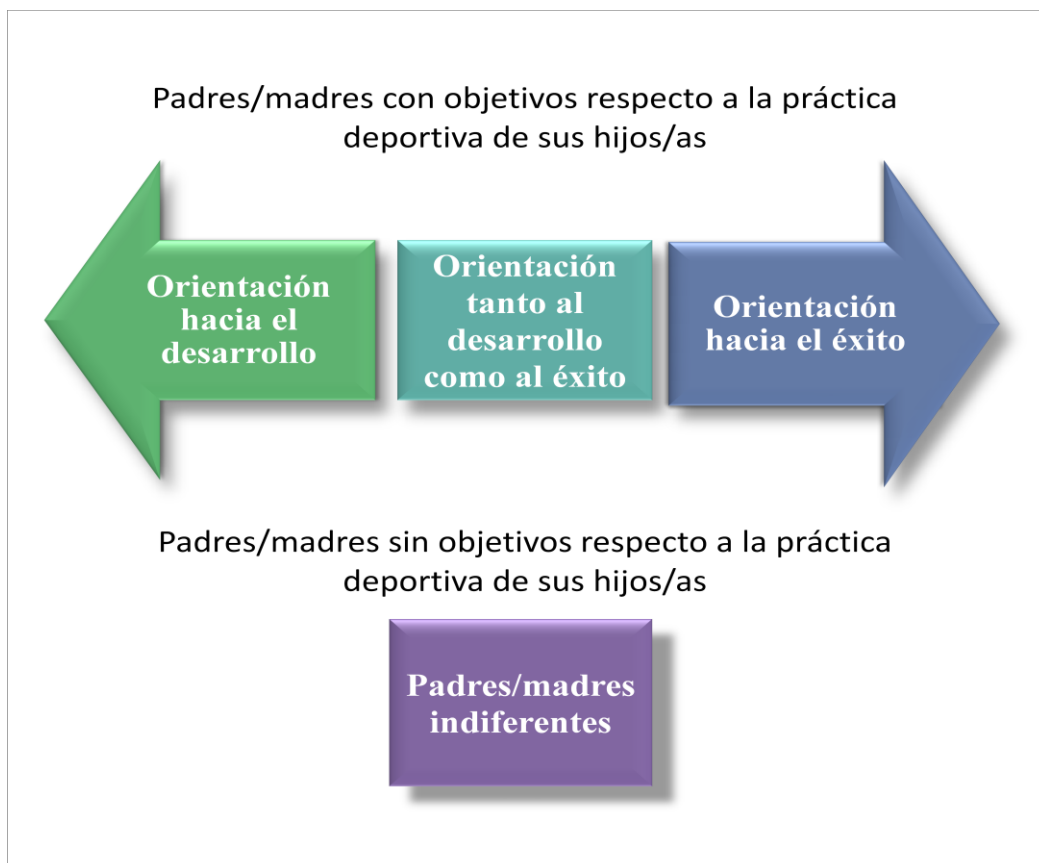 Padres/madres con objetivos respecto a la práctica
deportiva de sus hijos/as
Orientación
hacia el
desarrollo
Orientación
tanto al
desarrollo
como al éxito
Orientación
hacia el éxito
Padres/madres sin objetivos respecto a la práctica
deportiva de sus hijos/as
Padres/madres
indiferentes